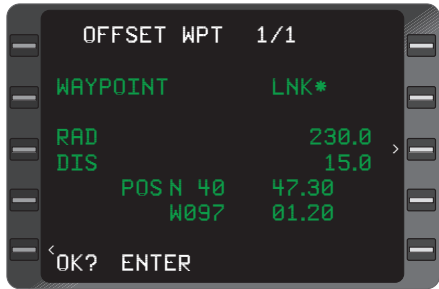 OFFSET WPT 1/1
WAYPOINT LNK*
RAD 230.0 >
DIS 15.0
POS N 40 47.30
W097 01.20
<OK? ENTER